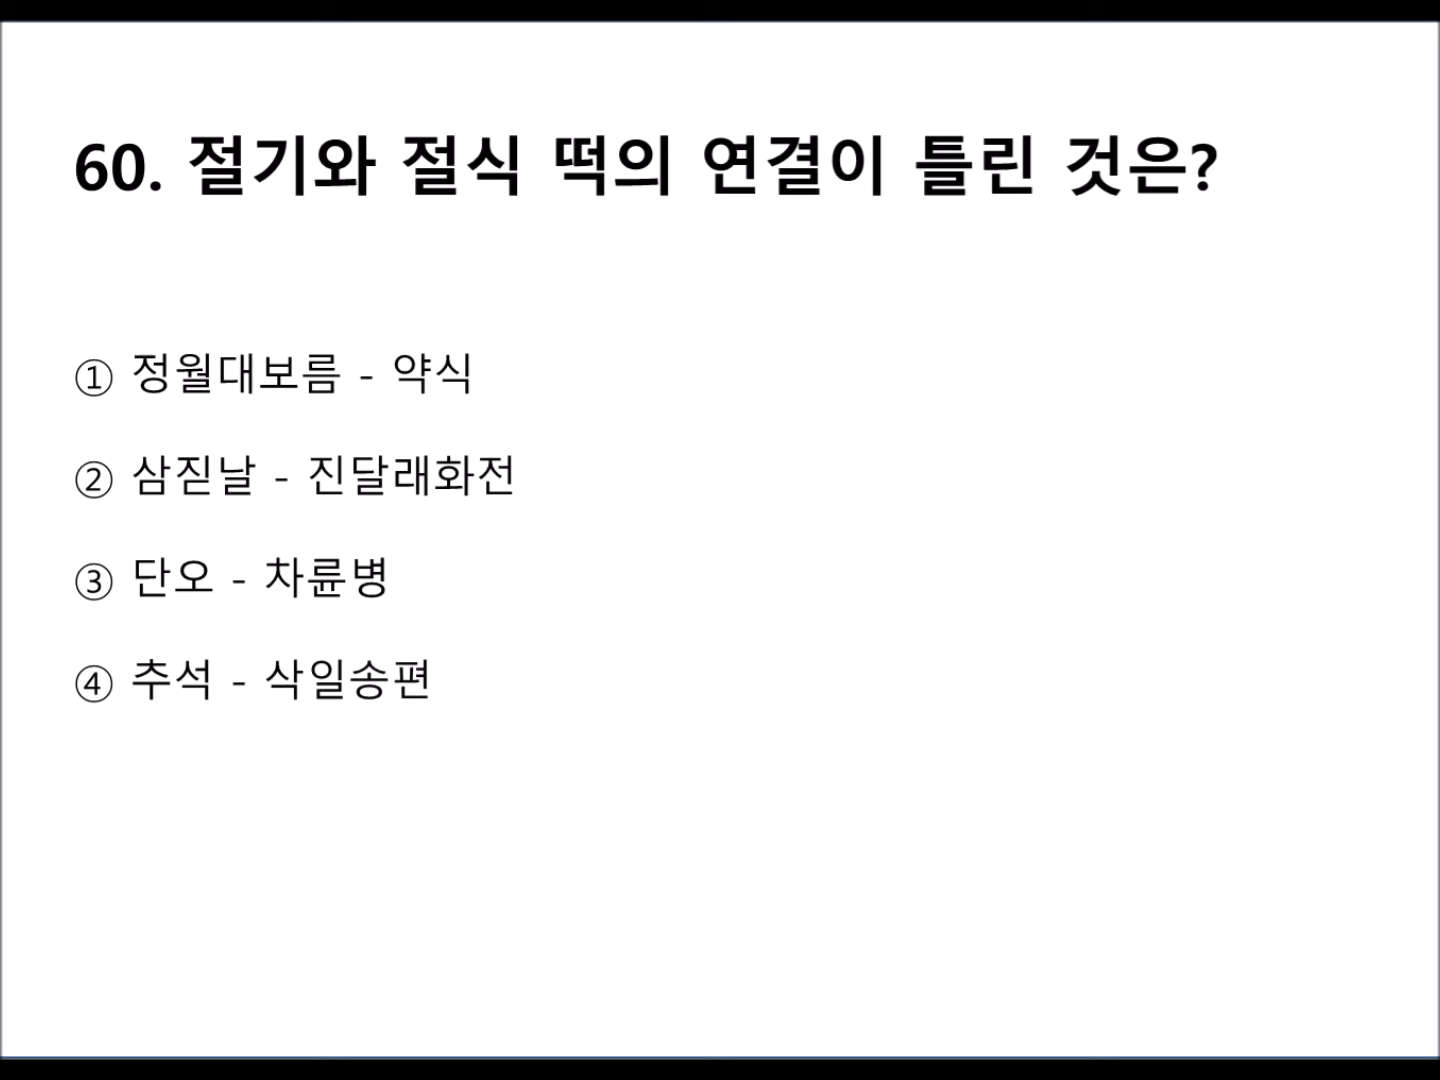 60. 절기와 절식 떡의 연결이 틀린 것은?
① 정월대보름 - 약식
② 삼짇날 - 진달래화전
③ 단오 - 차륜병
④ 추석 - 삭일송편